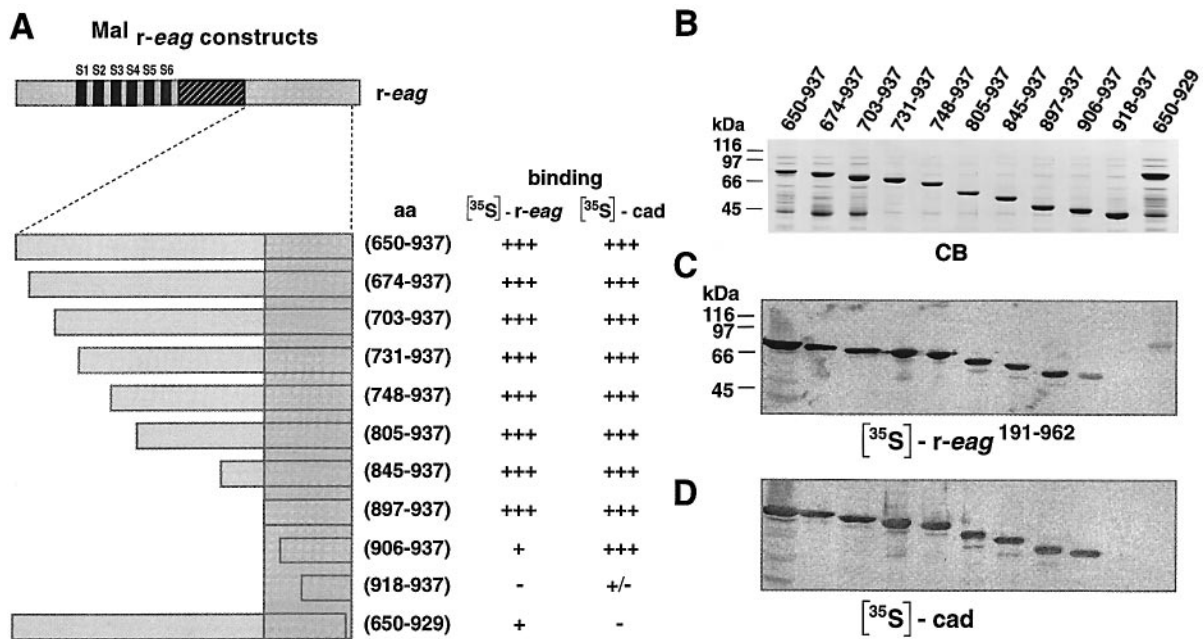 A
Mal r-eag constructs
S1 S2 S3 S4 S5 S6
r-eag
binding
aa [35S] - r-eag [35S] - cad
(650-937) +++ +++
(674-937) +++ +++
(703-937) +++ +++
(731-937) +++ +++
(748-937) +++ +++
(805-937) +++ +++
(845-937) +++ +++
(897-937) +++ +++
(906-937) + +++
(918-937) - +/-
(650-929) + -
B
650-937 674-937 703-937 731-937 748-937 805-937 845-937 897-937 906-937 918-937 650-929
kDa
116
97
66
45
CB
C
kDa
116
97
66
45
[35S] - r-eag 191-962
D
[35S] - cad